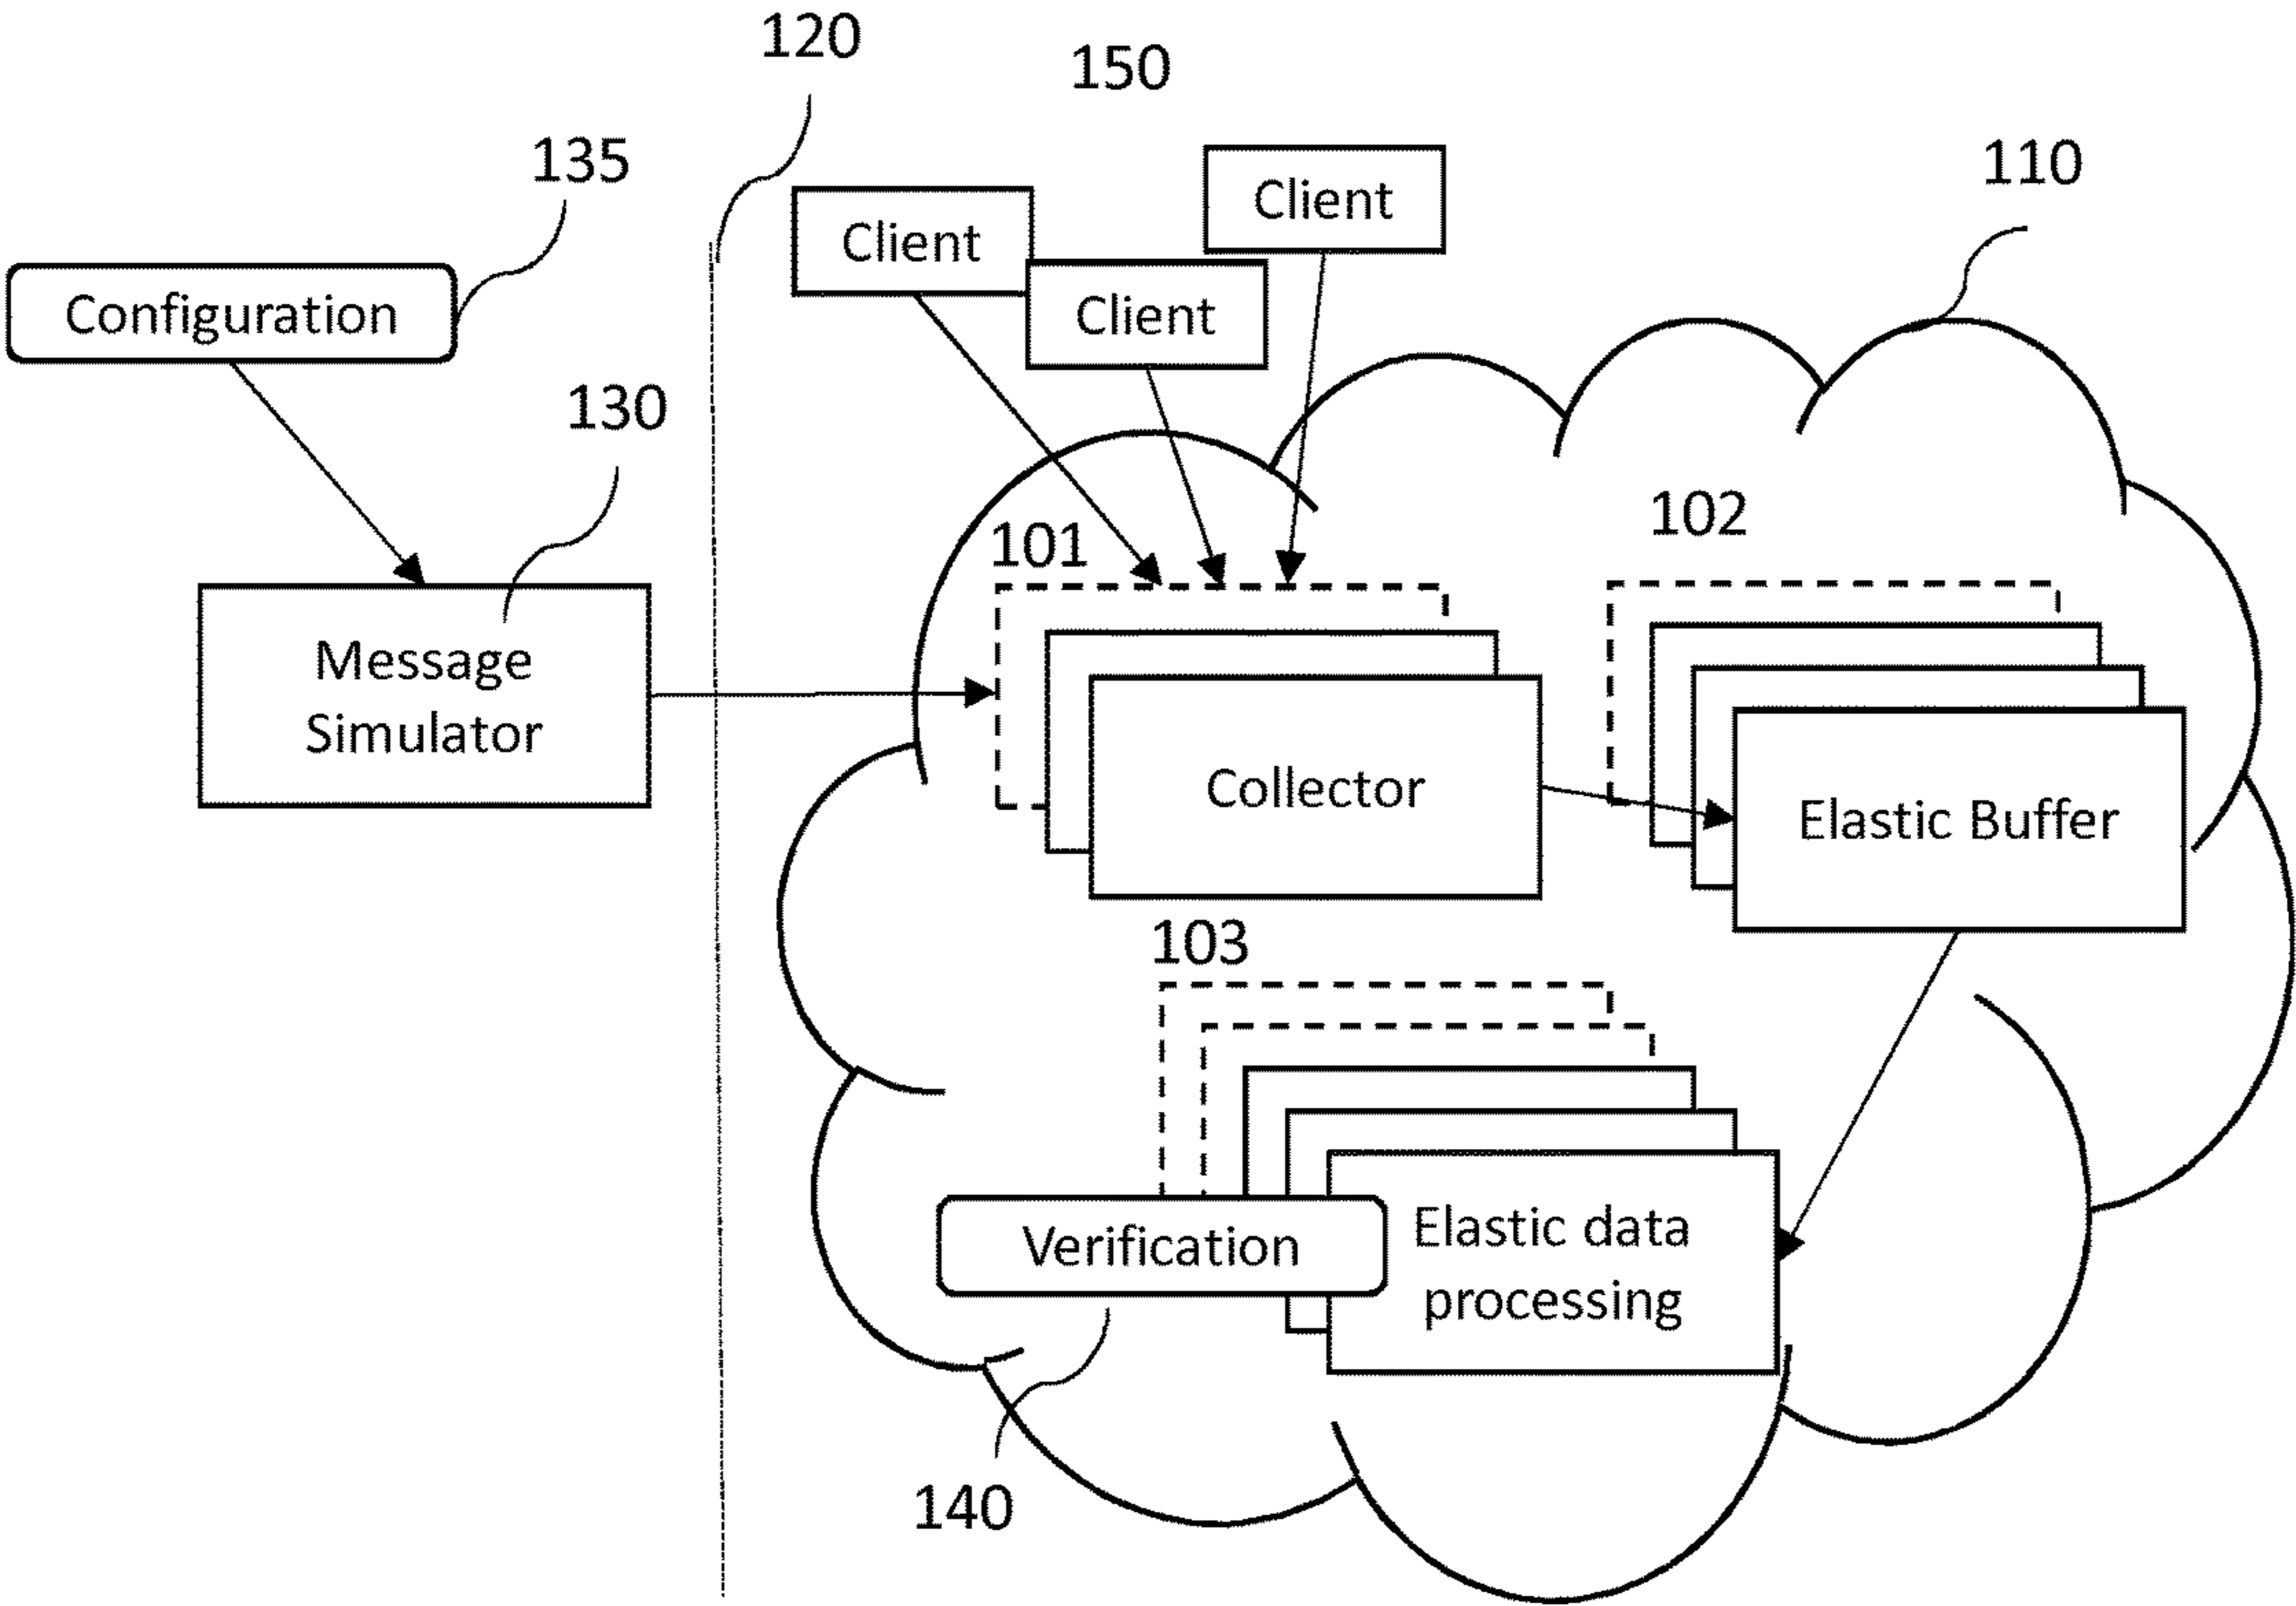 120
150
135
110
Client
Client
Configuration
Client
130
102
101
Message
Simulator
Collector
Elastic Buffer
103
Verification
Elastic data
processing
140